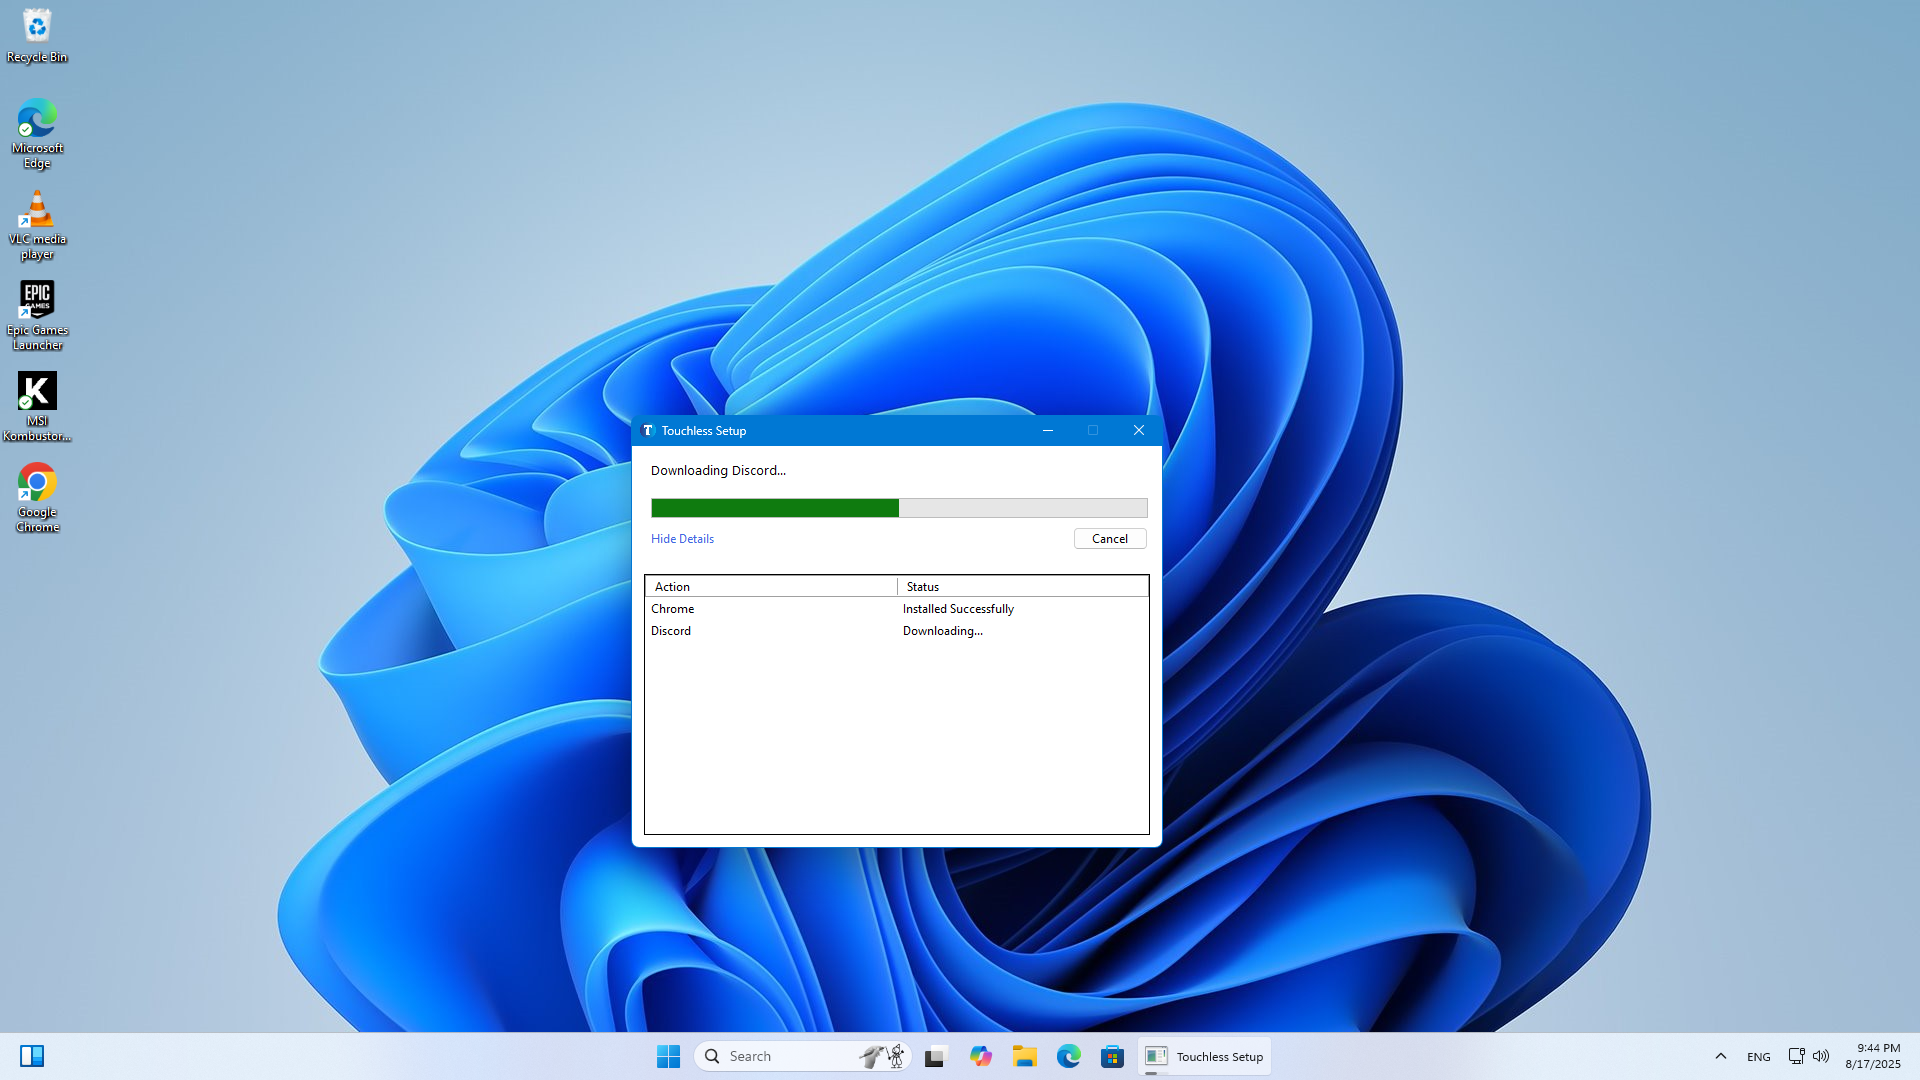 Recycle Bin
Microsoft
Edge
VLC media
player
EPIC
GAMES
Epic Games
Launcher
K
MSI
Kombustor...
Google
Chrome
T Touchless Setup
Downloading Discord...
Hide Details
Cancel
Action Status
Chrome Installed Successfully
Discord Downloading...
Search
Touchless Setup
ENG
9:44 PM
8/17/2025